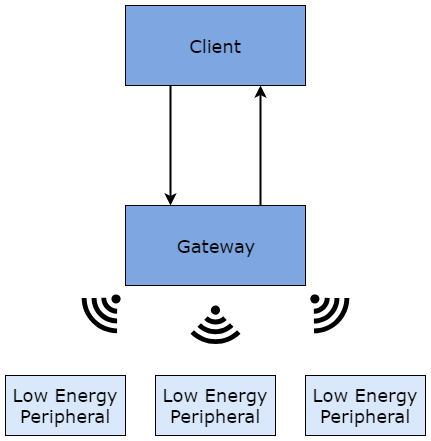 Client
Gateway
Low Energy
Peripheral
Low Energy
Peripheral
Low Energy
Peripheral